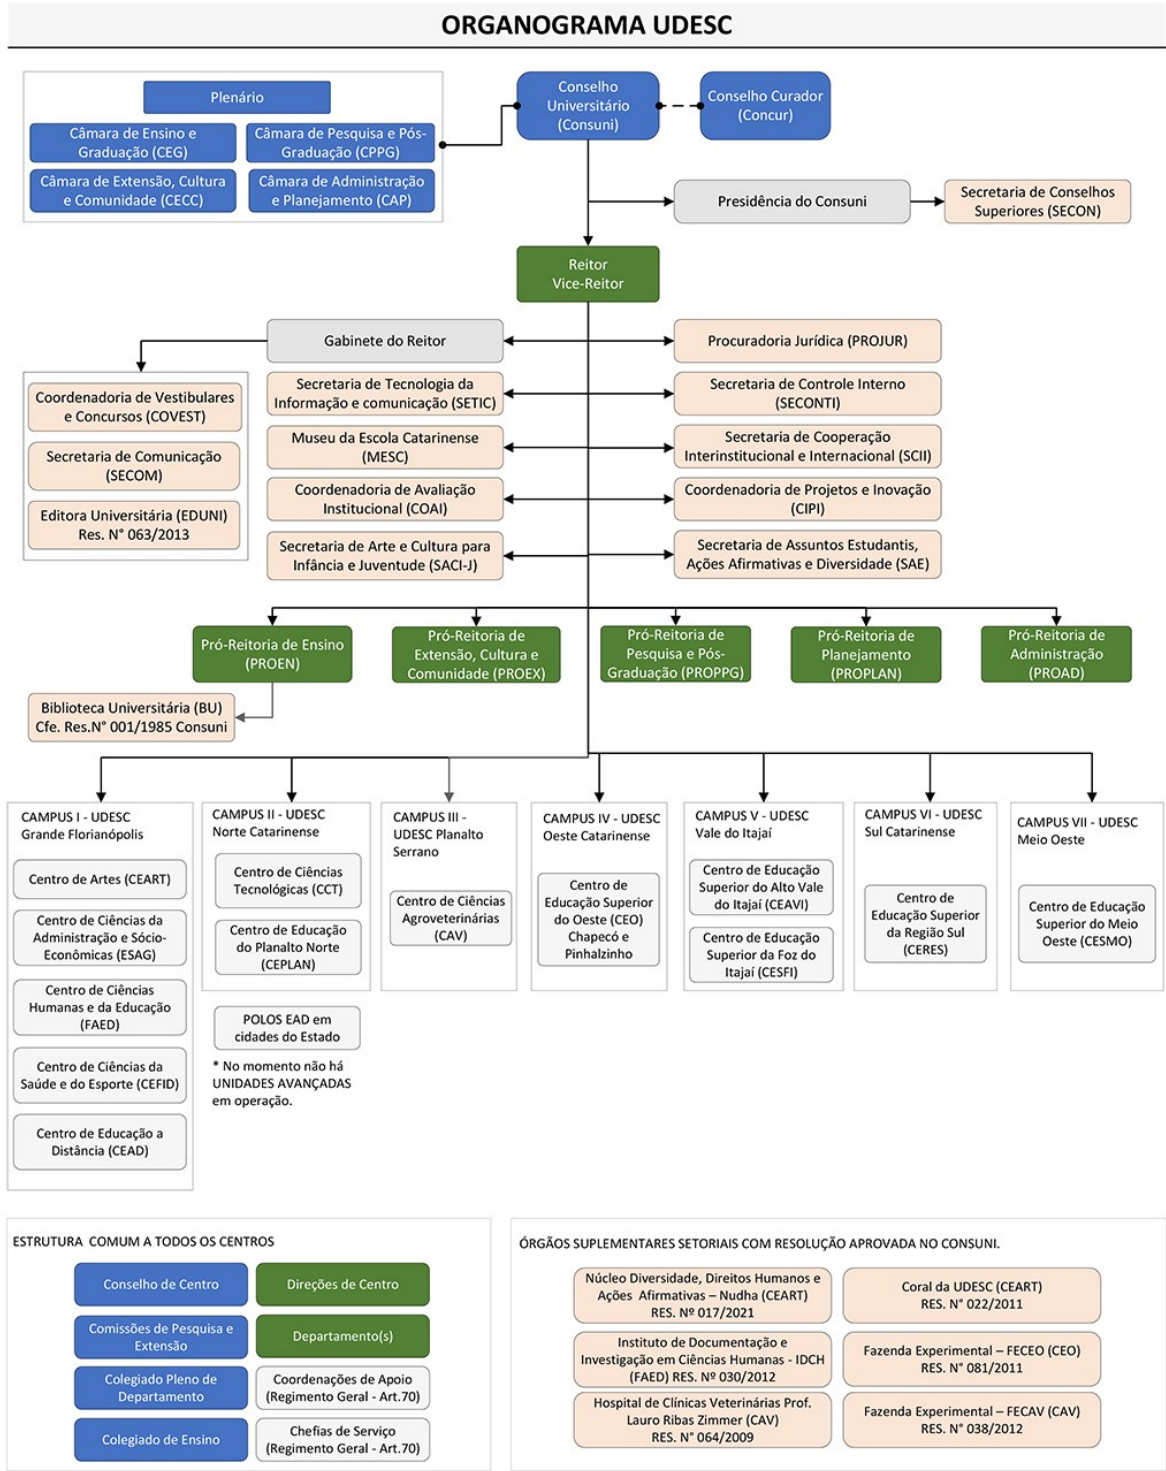 ORGANOGRAMA UDESC
Plenário
Câmara de Ensino e
Graduação (CEG)
Câmara de Pesquisa e Pós-
Graduação (CPPG)
Câmara de Extensão, Cultura
e Comunidade (CECC)
Câmara de Administração
e Planejamento (CAP)
Conselho
Universitário
(Consuni)
Conselho Curador
(Concur)
Presidência do Consuni
Secretaria de Conselhos
Superiores (SECON)
Reitor
Vice-Reitor
Gabinete do Reitor
Procuradoria Jurídica (PROJUR)
Coordenadoria de Vestibulares
e Concursos (COVEST)
Secretaria de Comunicação
(SECOM)
Editora Universitária (EDUNI)
Res. N° 063/2013
Secretaria de Tecnologia da
Informação e comunicação (SETIC)
Secretaria de Controle Interno
(SECONTI)
Museu da Escola Catarinense
(MESC)
Secretaria de Cooperação
Interinstitucional e Internacional (SCII)
Coordenadoria de Avaliação
Institucional (COAI)
Coordenadoria de Projetos e Inovação
(CIPI)
Secretaria de Arte e Cultura para
Infância e Juventude (SACI-J)
Secretaria de Assuntos Estudantis,
Ações Afirmativas e Diversidade (SAE)
Pró-Reitoria de Ensino
(PROEN)
Pró-Reitoria de
Extensão, Cultura e
Comunidade (PROEX)
Pró-Reitoria de
Pesquisa e Pós-
Graduação (PROPPG)
Pró-Reitoria de
Planejamento
(PROPLAN)
Pró-Reitoria de
Administração
(PROAD)
Biblioteca Universitária (BU)
Cfe. Res.N° 001/1985 Consuni
CAMPUS I - UDESC
Grande Florianópolis
Centro de Artes (CEART)
Centro de Ciências da
Administração e Sócio-
Econômicas (ESAG)
Centro de Ciências
Humanas e da Educação
(FAED)
Centro de Ciências da
Saúde e do Esporte (CEFID)
Centro de Educação a
Distância (CEAD)
CAMPUS II - UDESC
Norte Catarinense
Centro de Ciências
Tecnológicas (CCT)
Centro de Educação
do Planalto Norte
(CEPLAN)
POLOS EAD em
cidades do Estado
* No momento não há
UNIDADES AVANÇADAS
em operação.
CAMPUS III -
UDESC Planalto
Serrano
Centro de Ciências
Agroveterinárias
(CAV)
CAMPUS IV - UDESC
Oeste Catarinense
Centro de
Educação Superior
do Oeste (CEO)
Chapecó e
Pinhalzinho
CAMPUS V - UDESC
Vale do Itajaí
Centro de Educação
Superior do Alto Vale
do Itajaí (CEAVI)
Centro de Educação
Superior da Foz do
Itajaí (CESFI)
CAMPUS VI - UDESC
Sul Catarinense
Centro de
Educação Superior
da Região Sul
(CERES)
CAMPUS VII - UDESC
Meio Oeste
Centro de Educação
Superior do Meio
Oeste (CESMO)
ESTRUTURA COMUM A TODOS OS CENTROS
Conselho de Centro
Direções de Centro
Comissões de Pesquisa e
Extensão
Departamento(s)
Colegiado Pleno de
Departamento
Coordenações de Apoio
(Regimento Geral - Art.70)
Colegiado de Ensino
Chefias de Serviço
(Regimento Geral - Art.70)
ÓRGÃOS SUPLEMENTARES SETORIAIS COM RESOLUÇÃO APROVADA NO CONSUNI.
Núcleo Diversidade, Direitos Humanos e
Ações Afirmativas – Nudha (CEART)
RES. Nº 017/2021
Coral da UDESC (CEART)
RES. N° 022/2011
Instituto de Documentação e
Investigação em Ciências Humanas - IDCH
(FAED) RES. Nº 030/2012
Fazenda Experimental – FECEO (CEO)
RES. N° 081/2011
Hospital de Clínicas Veterinárias Prof.
Lauro Ribas Zimmer (CAV)
RES. N° 064/2009
Fazenda Experimental – FECAV (CAV)
RES. N° 038/2012